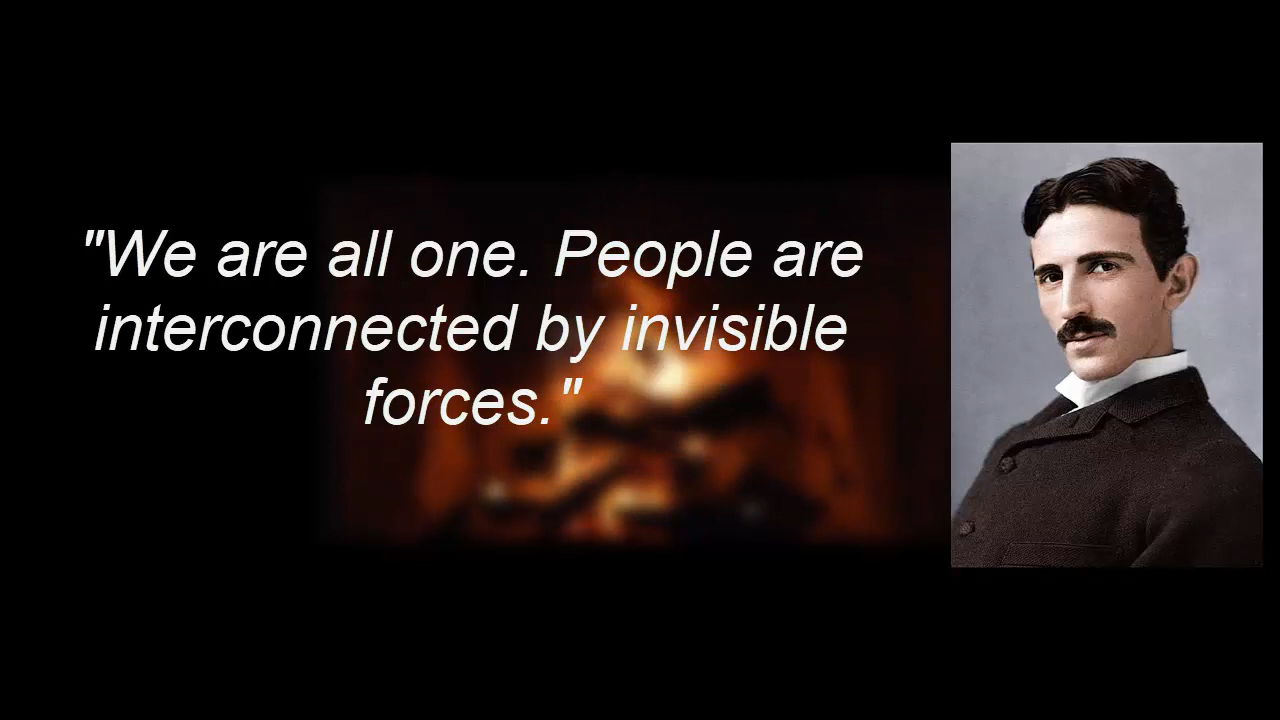 "We are all one. People are
interconnected by invisible
forces."